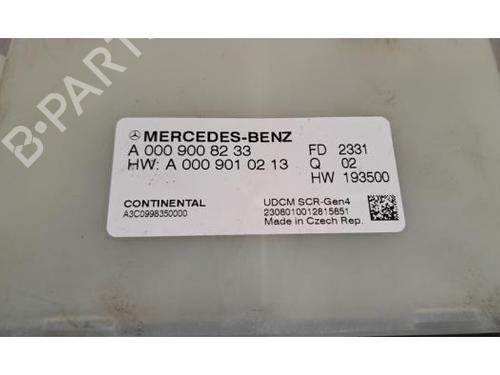 MERCEDES-BENZ
A 000 900 82 33 FD 2331
HW: A 000 901 02 13 Q 02
HW 193500
CONTINENTAL UDCM SCR-Gen4
A3C0998350000 2308010012815851
Made in Czech Rep.
B-PARTS